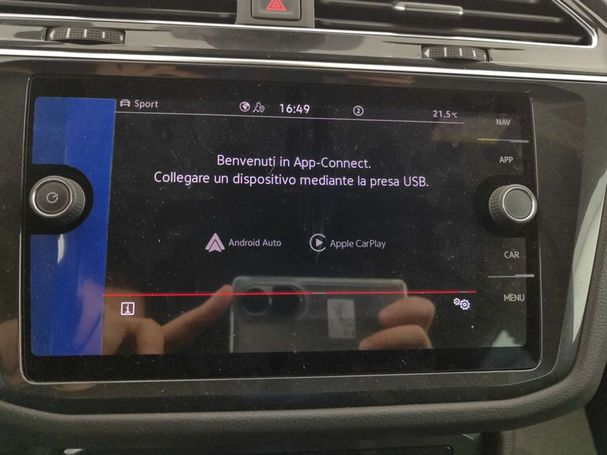 Sport
16:49
2
21.5°C
NAV
APP
Benvenuti in App-Connect.
Collegare un dispositivo mediante la presa USB.
Android Auto
Apple CarPlay
CAR
MENU
i